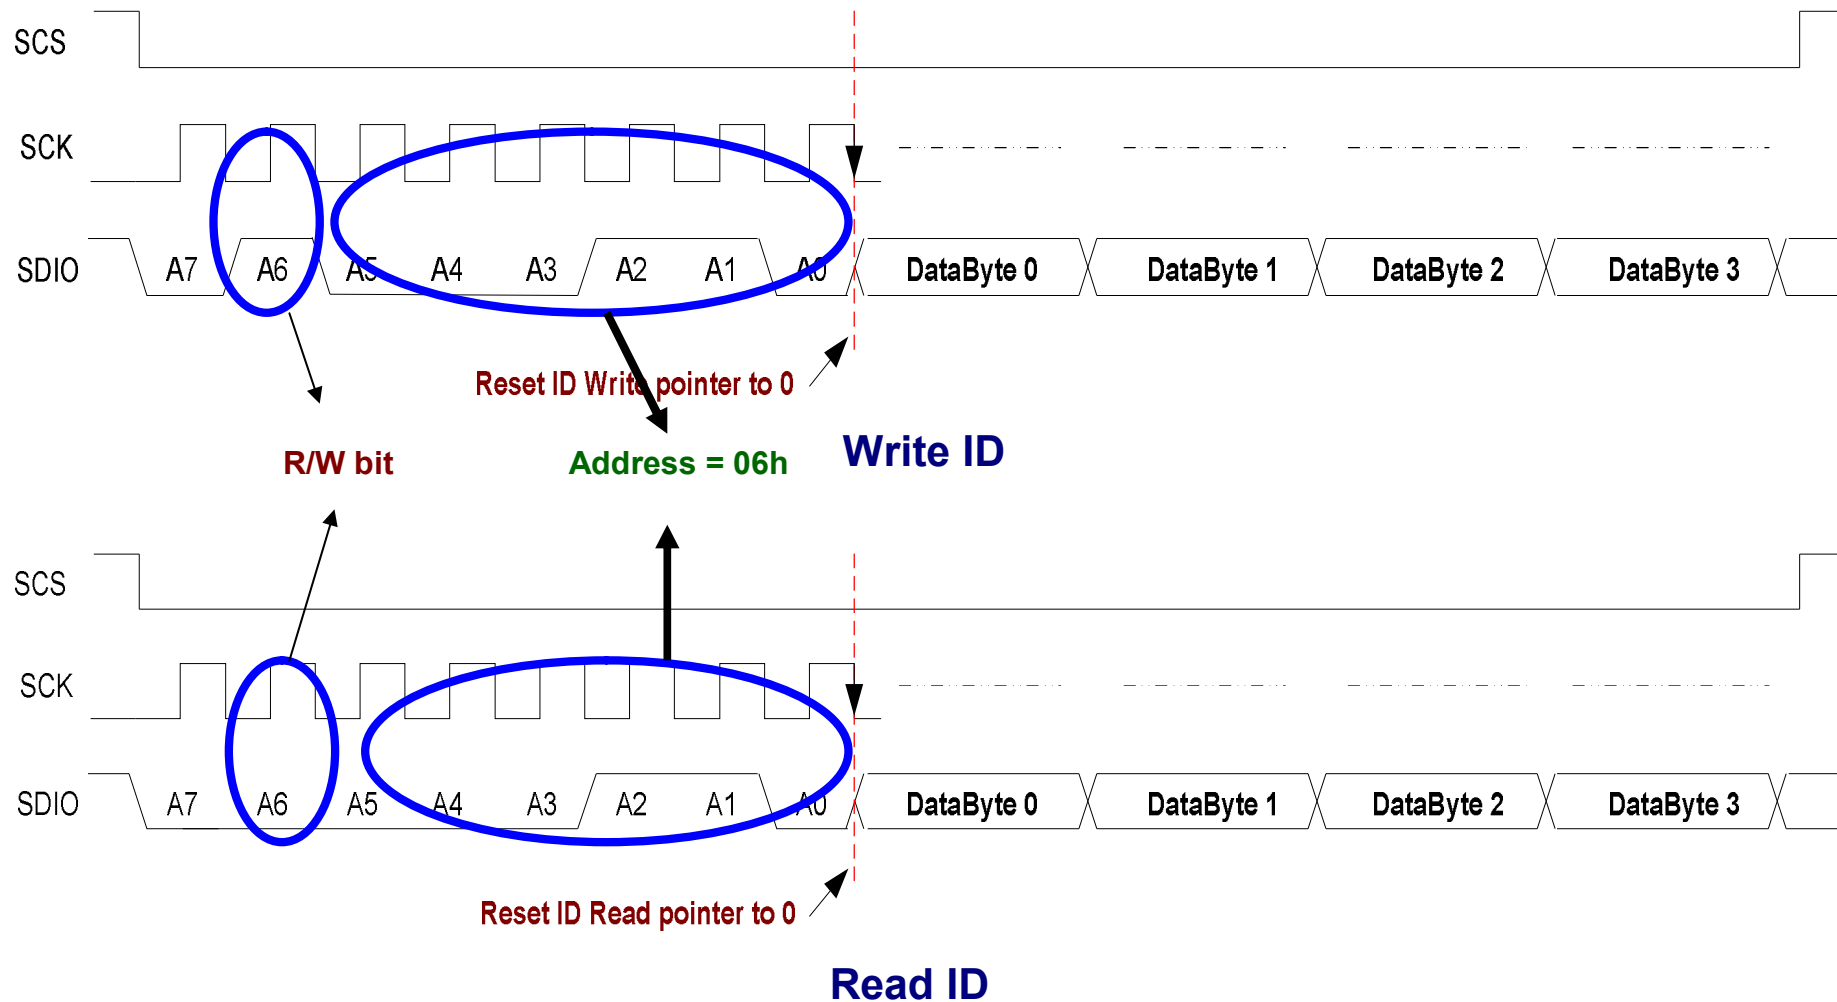 SCS
SCK
SDIO A7 A6 A5 A4 A3 A2 A1 A0 DataByte 0 DataByte 1 DataByte 2 DataByte 3
Reset ID Write pointer to 0
R/W bit Address = 06h Write ID
SCS
SCK
SDIO A7 A6 A5 A4 A3 A2 A1 A0 DataByte 0 DataByte 1 DataByte 2 DataByte 3
Reset ID Read pointer to 0
Read ID